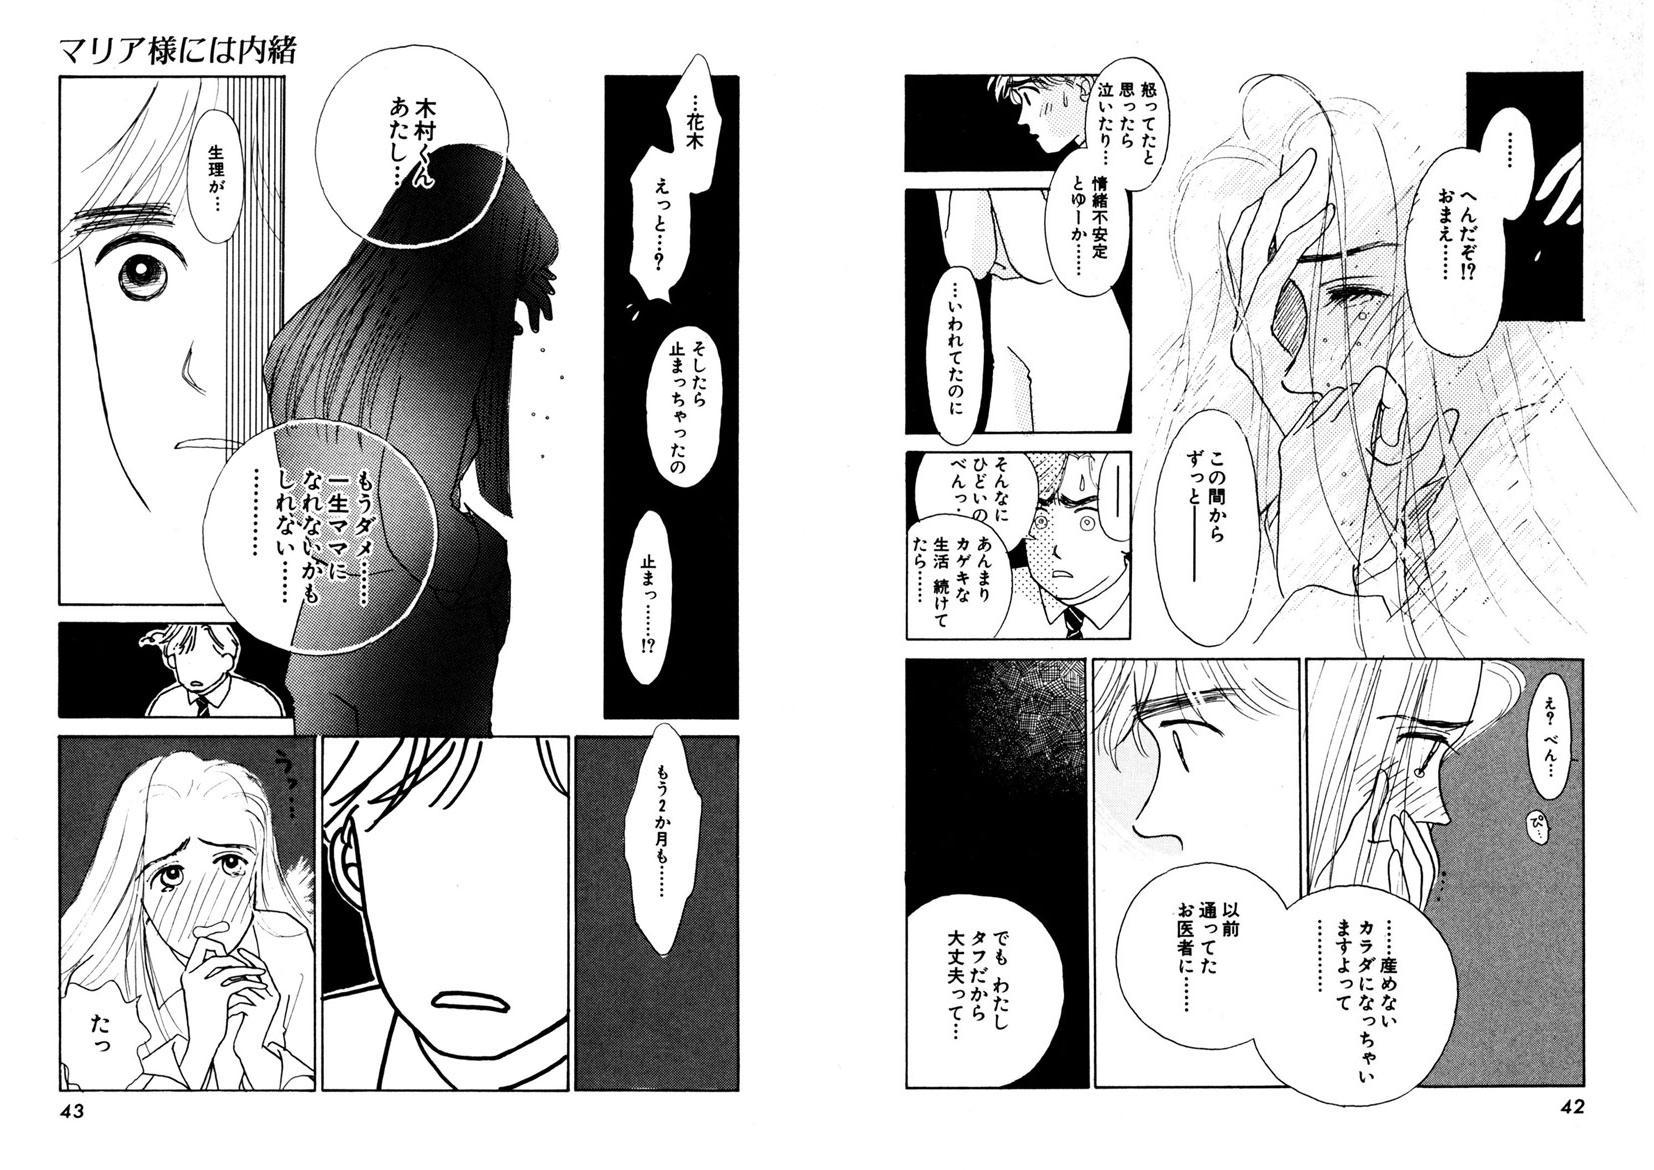 ……
へんだぞ!?
おまえ……
この間から
ずっと――
怒ってたと
思ったら
泣いたり…
情緒不安定
とゆーか……
…いわれてたのに
そんなに
ひどいの
べんっ…
あんまり
カゲキな
生活 続けて
たら……
え? べん…
ぴ…
……産めない
カラダになっちゃい
ますよって
…………
以前
通ってた
お医者に……
でも わたし
タフだから
大丈夫って…
42
マリア様には内緒
…花木
えっと…?
そしたら
止まっちゃったの
止まっ……!?
木村くん
あたし…
生理が…
もうダメ……
一生ママに
なれないかも
しれない……
…………
もう2か月も……
うっ…
たっ
43